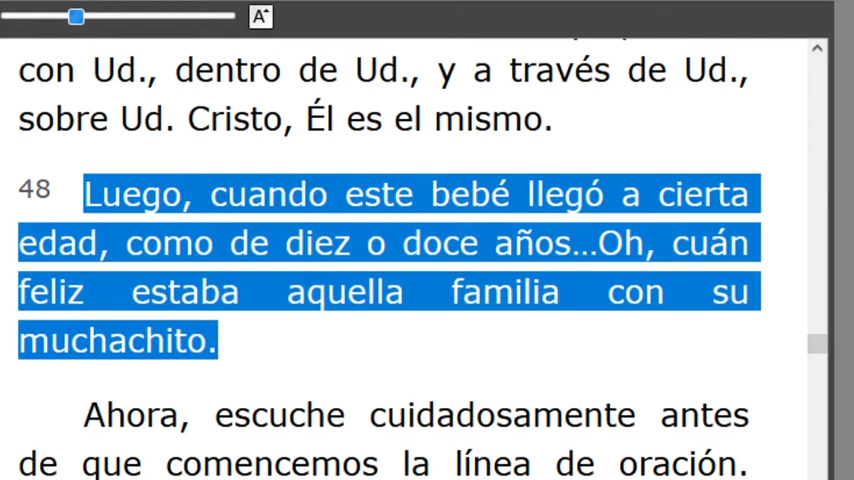 A
con Ud., dentro de Ud., y a través de Ud.,
sobre Ud. Cristo, Él es el mismo.
48 Luego, cuando este bebé llegó a cierta
edad, como de diez o doce años...Oh, cuán
feliz estaba aquella familia con su
muchachito.
Ahora, escuche cuidadosamente antes
de que comencemos la línea de oración.